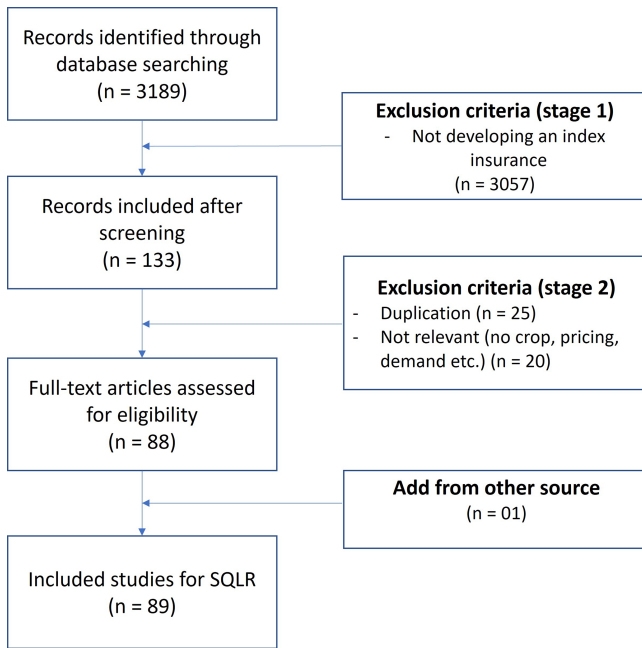 Records identified through
database searching
(n = 3189)
Exclusion criteria (stage 1)
- Not developing an index
insurance
(n = 3057)
Records included after
screening
(n = 133)
Exclusion criteria (stage 2)
- Duplication (n = 25)
- Not relevant (no crop, pricing,
demand etc.) (n = 20)
Full-text articles assessed
for eligibility
(n = 88)
Add from other source
(n = 01)
Included studies for SQLR
(n = 89)